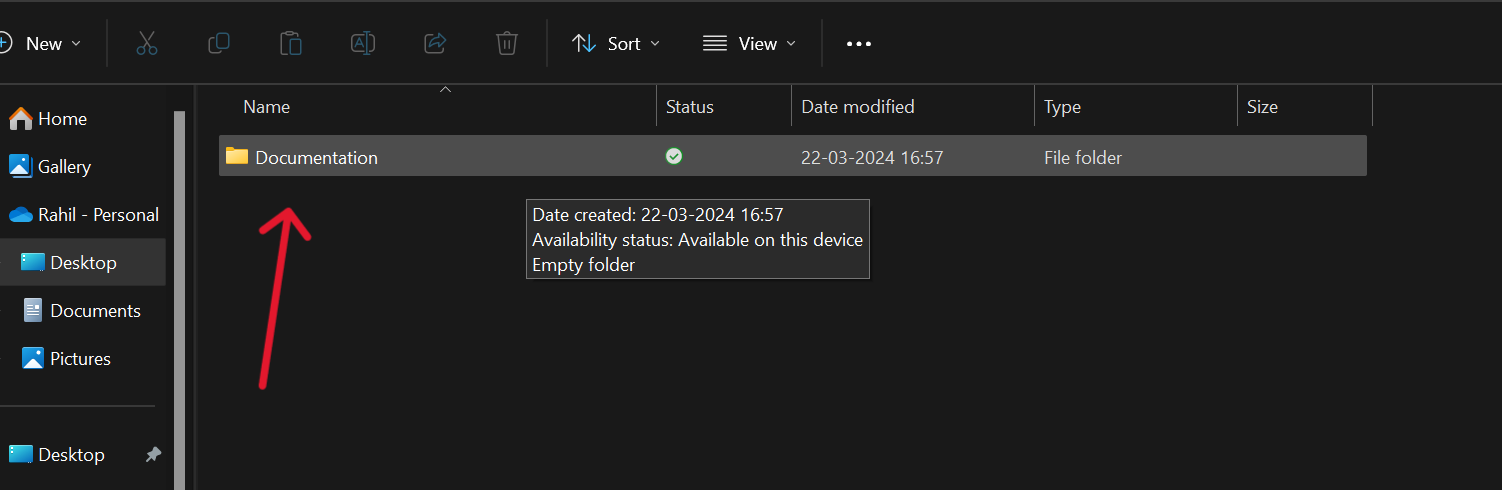 New Sort View •••
Name Status Date modified Type Size
Home
Gallery
Rahil - Personal
Desktop
Documents
Pictures
Desktop
Documentation 22-03-2024 16:57 File folder
Date created: 22-03-2024 16:57
Availability status: Available on this device
Empty folder